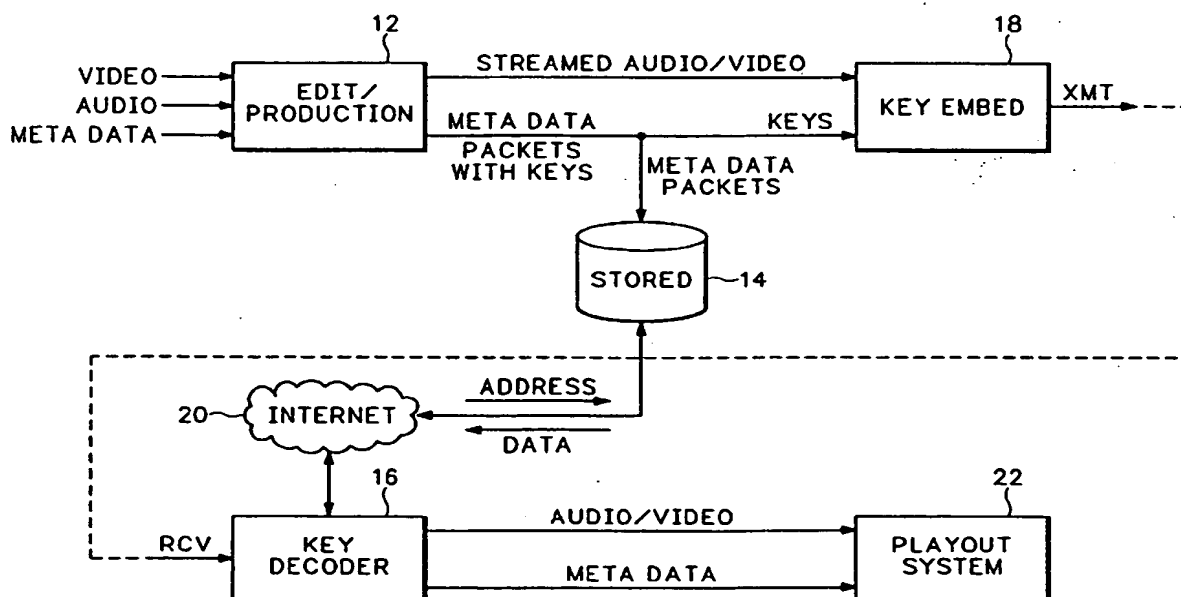 12
18
VIDEO
AUDIO
META DATA
EDIT/
PRODUCTION
STREAMED AUDIO/VIDEO
META DATA
PACKETS
WITH KEYS
KEYS
META DATA
PACKETS
KEY EMBED
XMT
STORED
14
20
INTERNET
ADDRESS
DATA
16
22
RCV
KEY
DECODER
AUDIO/VIDEO
META DATA
PLAYOUT
SYSTEM